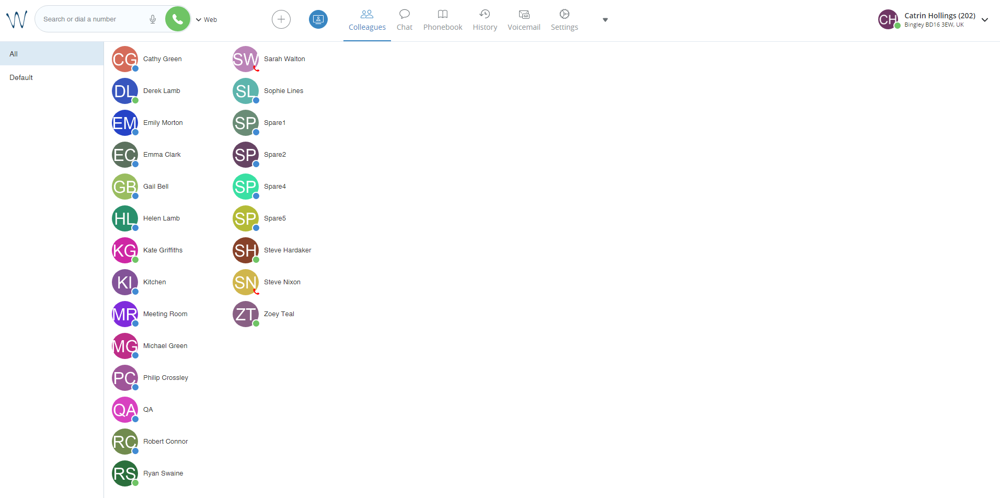 W
Search or dial a number
Web
Colleagues
Chat
Phonebook
History
Voicemail
Settings
CH
Catrin Hollings (202)
Bingley BD16 3EW, UK
All
Default
CG Cathy Green
DL Derek Lamb
EM Emily Morton
EC Emma Clark
GB Gail Bell
HL Helen Lamb
KG Kate Griffiths
KI Kitchen
MR Meeting Room
MG Michael Green
PC Philip Crossley
QA QA
RC Robert Connor
RS Ryan Swaine
SW Sarah Walton
SL Sophie Lines
SP Spare1
SP Spare2
SP Spare4
SP Spare5
SH Steve Hardaker
SN Steve Nixon
ZT Zoey Teal